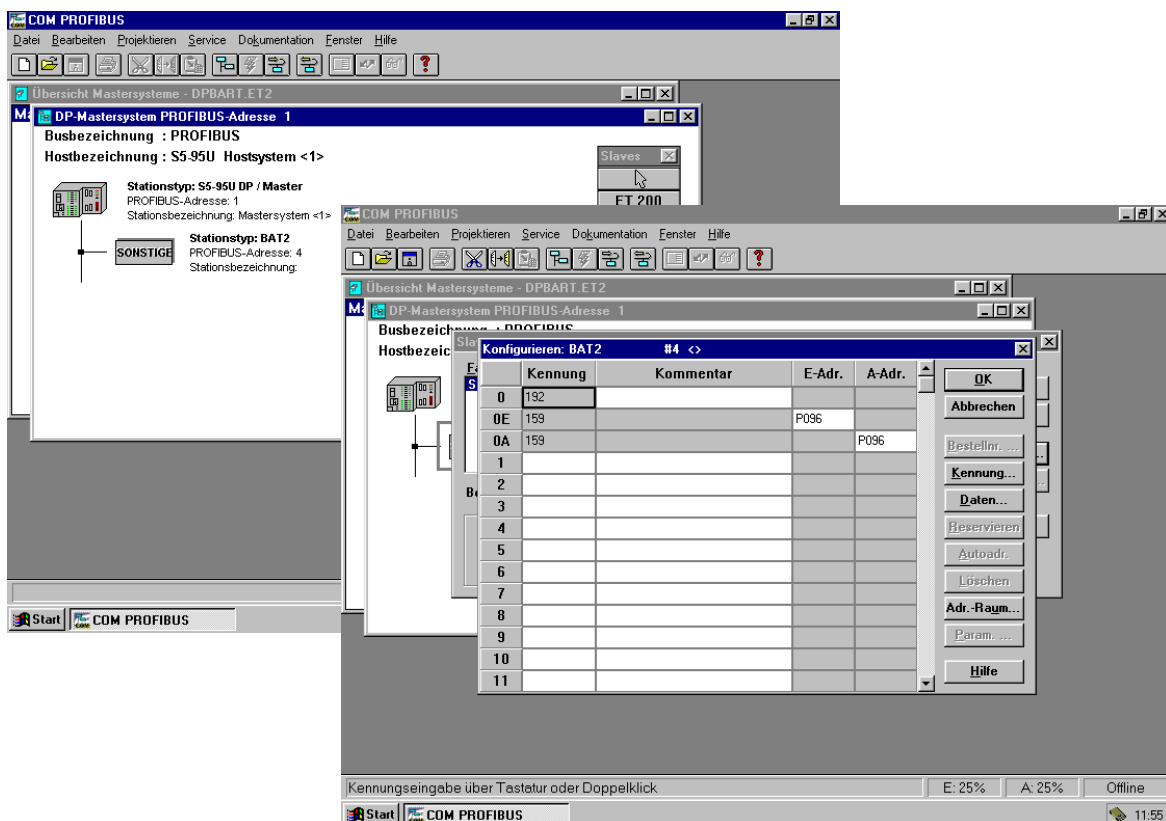 COM PROFIBUS
Datei Bearbeiten Projektieren Service Dokumentation Fenster Hilfe
Übersicht Mastersysteme - DPBART.ET2
DP-Mastersystem PROFIBUS-Adresse 1
Busbezeichnung : PROFIBUS
Hostbezeichnung : S5-95U Hostsystem <1>
Stationstyp: S5-95U DP / Master
PROFIBUS-Adresse: 1
Stationsbezeichnung: Mastersystem <1>
SONSTIGE
Stationstyp: BAT2
PROFIBUS-Adresse: 4
Stationsbezeichnung:
Slaves
ET 200
Start COM PROFIBUS
COM PROFIBUS
Datei Bearbeiten Projektieren Service Dokumentation Fenster Hilfe
Übersicht Mastersysteme - DPBART.ET2
DP-Mastersystem PROFIBUS-Adresse 1
Konfigurieren: BAT2 #4 <>
Kennung Kommentar E-Adr. A-Adr.
0 192
0E 159 P096
0A 159 P096
1
2
3
4
5
6
7
8
9
10
11
OK
Abbrechen
Bestellnr. ...
Kennung...
Daten...
Reservieren
Autoadr.
Löschen
Adr.-Raum...
Param. ...
Hilfe
Kennungseingabe über Tastatur oder Doppelklick E: 25% A: 25% Offline
Start COM PROFIBUS 11:55